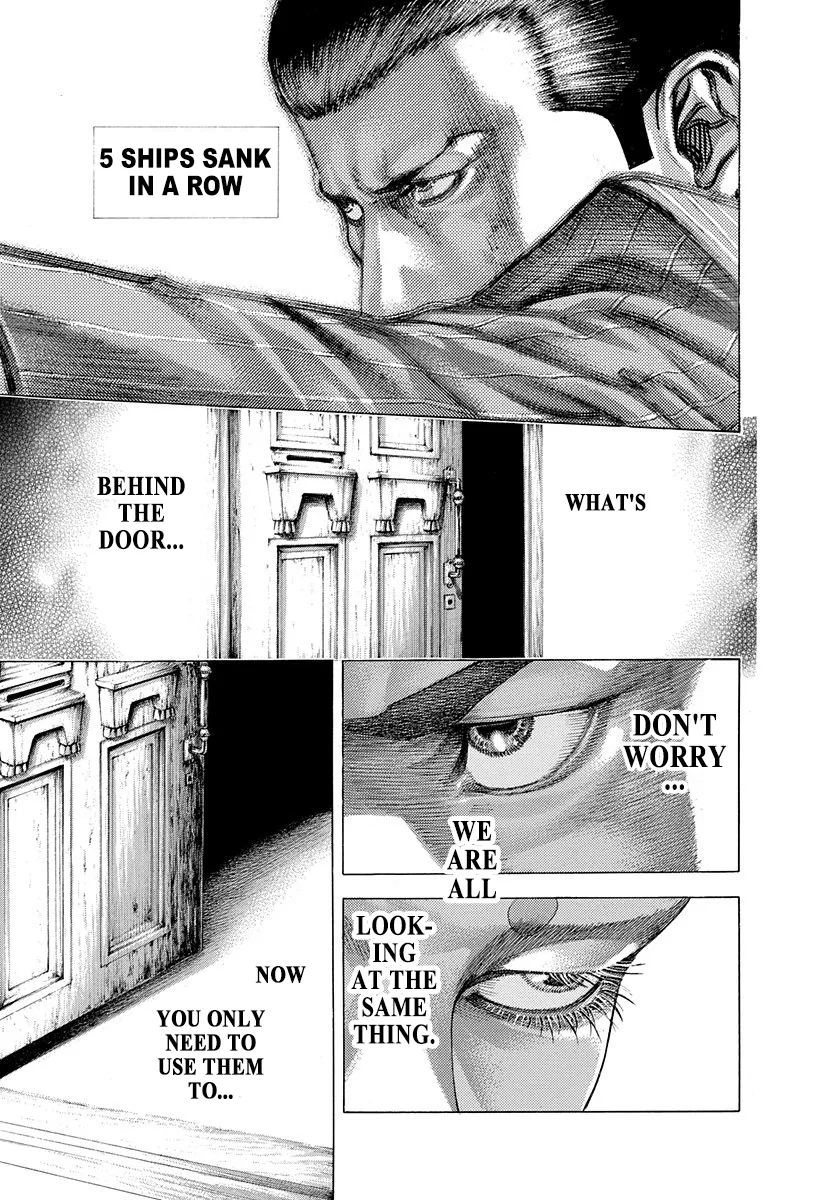 5 SHIPS SANK
IN A ROW
WHAT'S
BEHIND
THE
DOOR...
DON'T
WORRY
...
WE
ARE
ALL
LOOK-
ING
AT THE
SAME
THING.
NOW
YOU ONLY
NEED TO
USE THEM
TO...